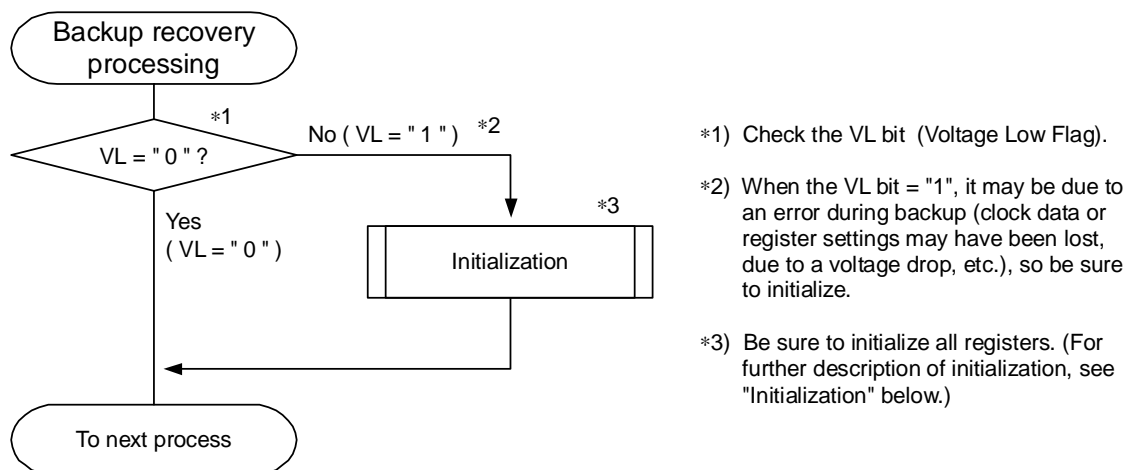 Backup recovery
processing
∗1
VL = " 0 " ?
No ( VL = " 1 " )
∗2
Yes
( VL = " 0 " )
∗3
Initialization
To next process
∗1) Check the VL bit (Voltage Low Flag).
∗2) When the VL bit = "1", it may be due to
an error during backup (clock data or
register settings may have been lost,
due to a voltage drop, etc.), so be sure
to initialize.
∗3) Be sure to initialize all registers. (For
further description of initialization, see
"Initialization" below.)